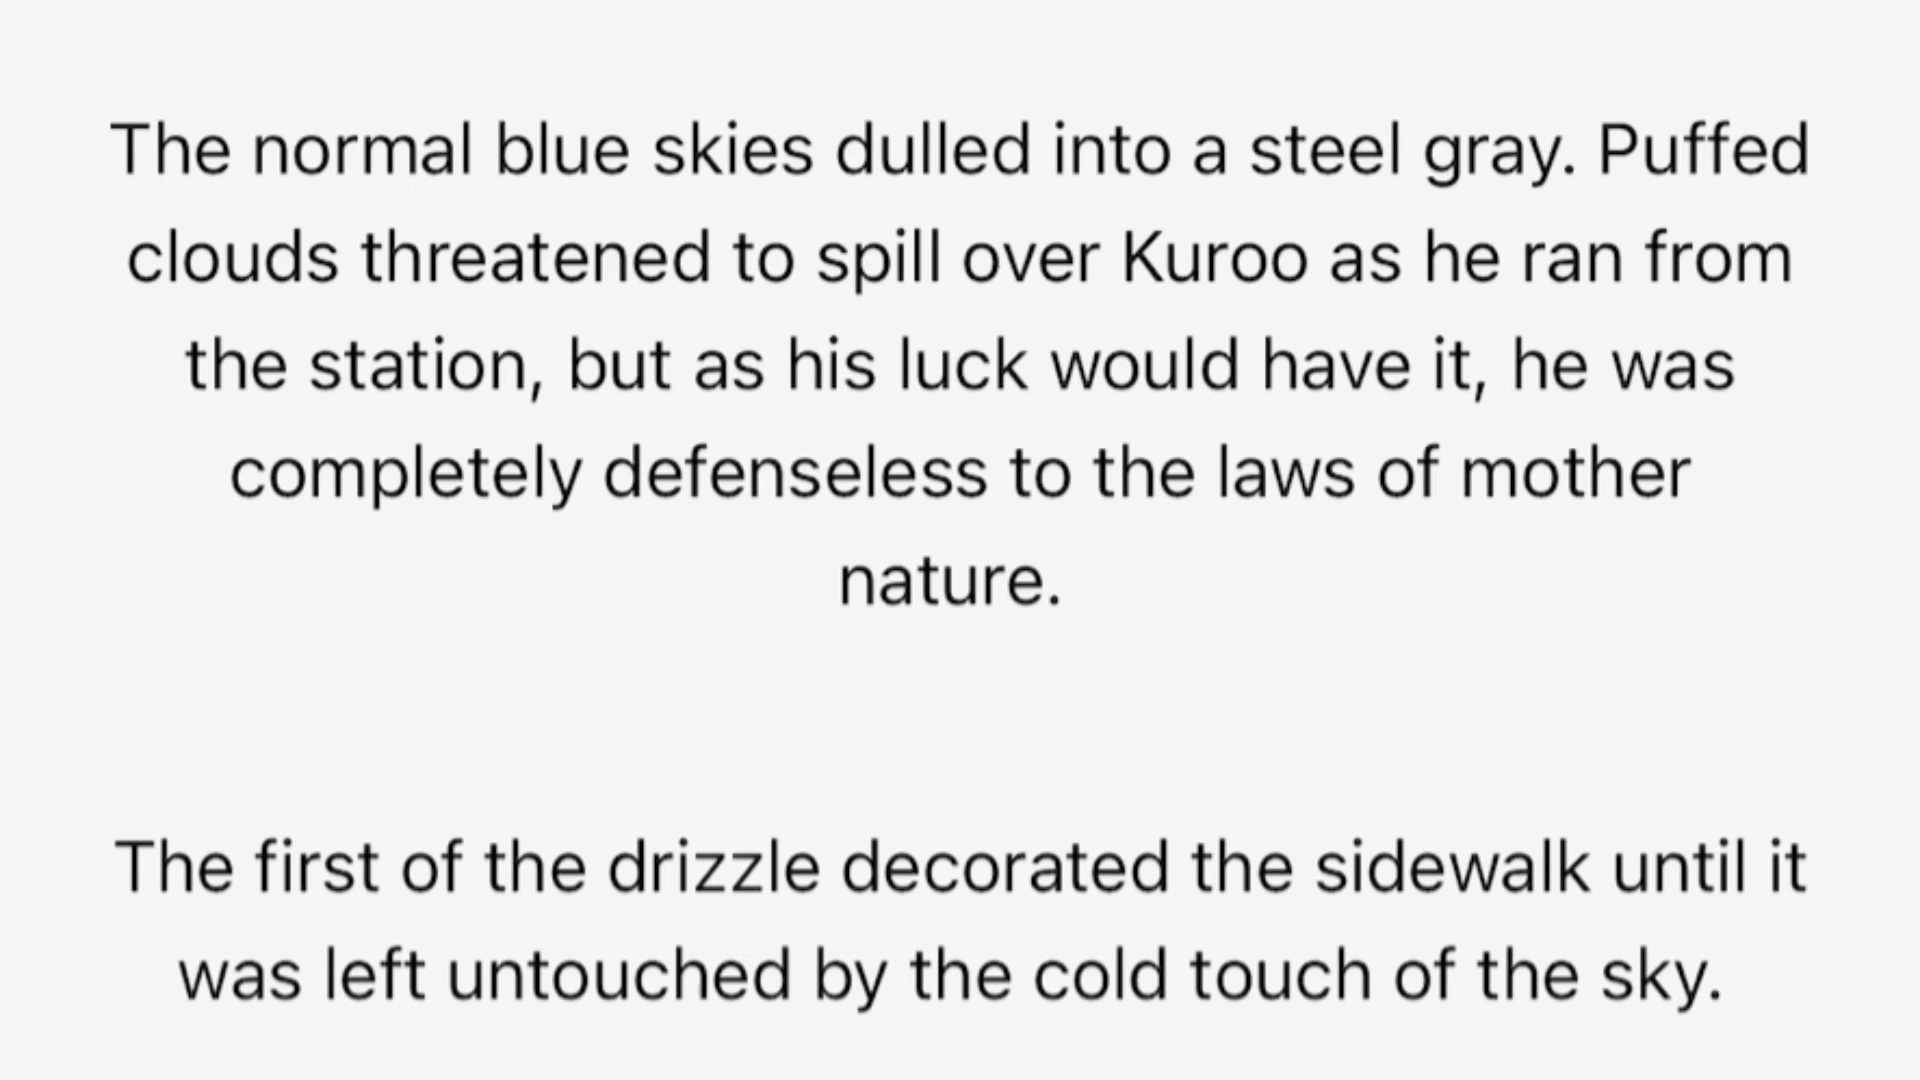 The normal blue skies dulled into a steel gray. Puffed
clouds threatened to spill over Kuroo as he ran from
the station, but as his luck would have it, he was
completely defenseless to the laws of mother
nature.
The first of the drizzle decorated the sidewalk until it
was left untouched by the cold touch of the sky.